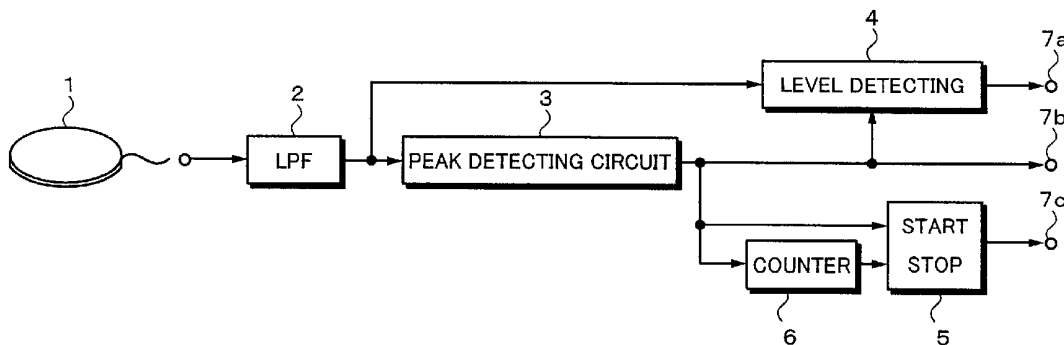 4
7a
LEVEL DETECTING
1
2
3
7b
LPF
PEAK DETECTING CIRCUIT
7c
START
COUNTER
STOP
6
5